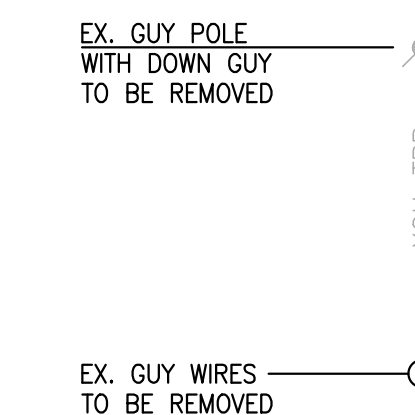 EX. GUY POLE
WITH DOWN GUY
TO BE REMOVED
EX. GUY WIRES
TO BE REMOVED